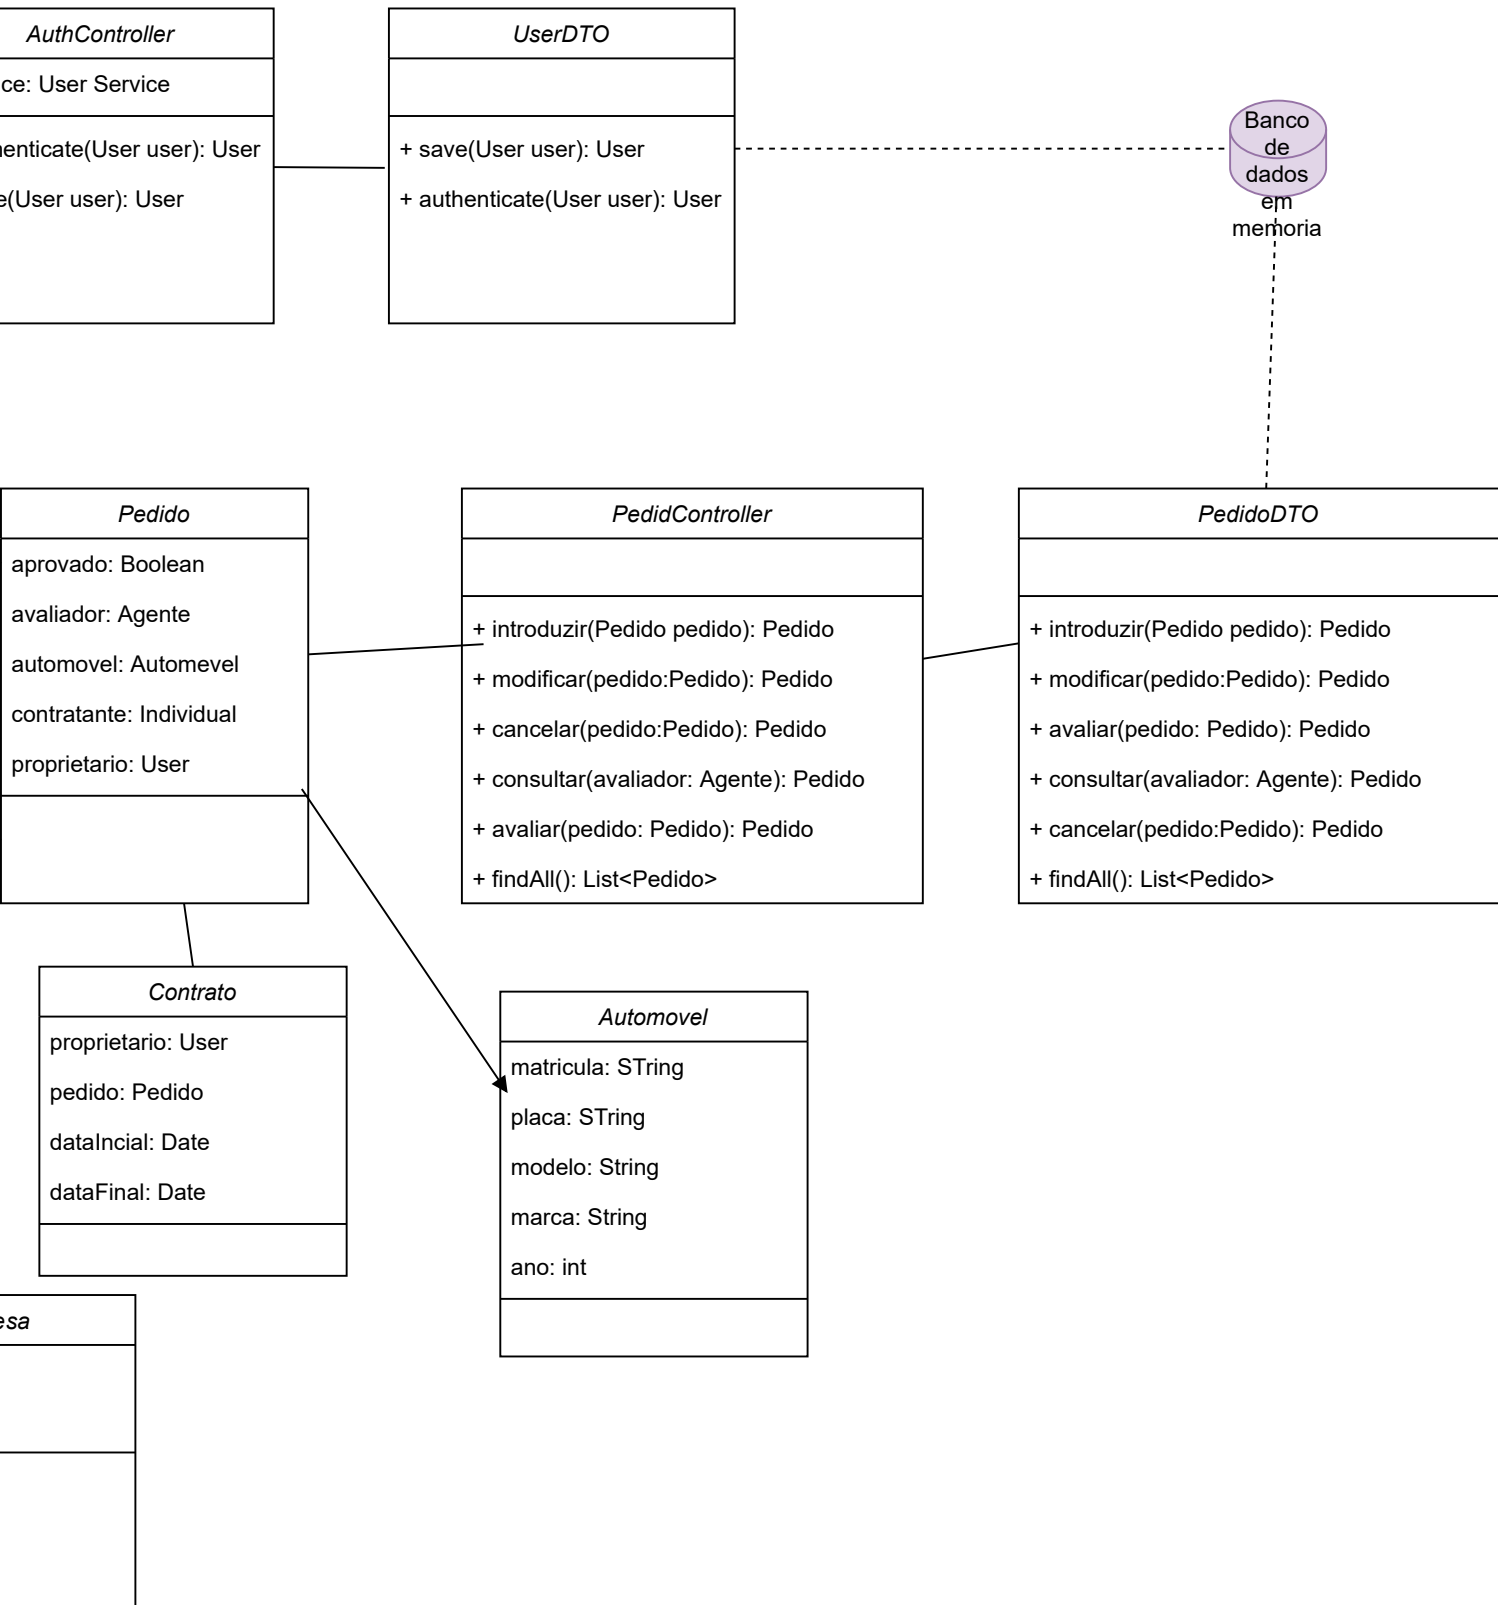 AuthController
ce: User Service
enticate(User user): User
e(User user): User
UserDTO
+ save(User user): User
+ authenticate(User user): User
Banco
de
dados
em
memoria
Pedido
aprovado: Boolean
avaliador: Agente
automovel: Automevel
contratante: Individual
proprietario: User
PedidController
+ introduzir(Pedido pedido): Pedido
+ modificar(pedido:Pedido): Pedido
+ cancelar(pedido:Pedido): Pedido
+ consultar(avaliador: Agente): Pedido
+ avaliar(pedido: Pedido): Pedido
+ findAll(): List<Pedido>
PedidoDTO
+ introduzir(Pedido pedido): Pedido
+ modificar(pedido:Pedido): Pedido
+ avaliar(pedido: Pedido): Pedido
+ consultar(avaliador: Agente): Pedido
+ cancelar(pedido:Pedido): Pedido
+ findAll(): List<Pedido>
Contrato
proprietario: User
pedido: Pedido
dataIncial: Date
dataFinal: Date
Automovel
matricula: STring
placa: STring
modelo: String
marca: String
ano: int
esa